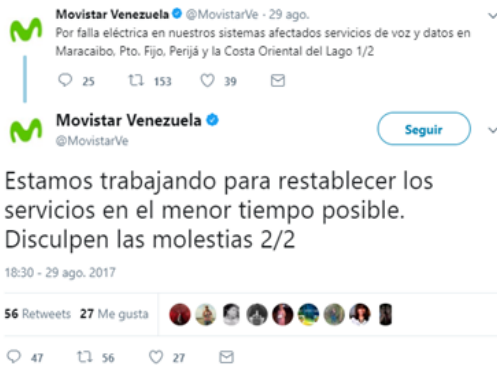 Movistar Venezuela @MovistarVe · 29 ago.
Por falla eléctrica en nuestros sistemas afectados servicios de voz y datos en
Maracaibo, Pto. Fijo, Perijá y la Costa Oriental del Lago 1/2
25 153 39
Movistar Venezuela
@MovistarVe
Seguir
Estamos trabajando para restablecer los
servicios en el menor tiempo posible.
Disculpen las molestias 2/2
18:30 - 29 ago. 2017
56 Retweets 27 Me gusta
47 56 27